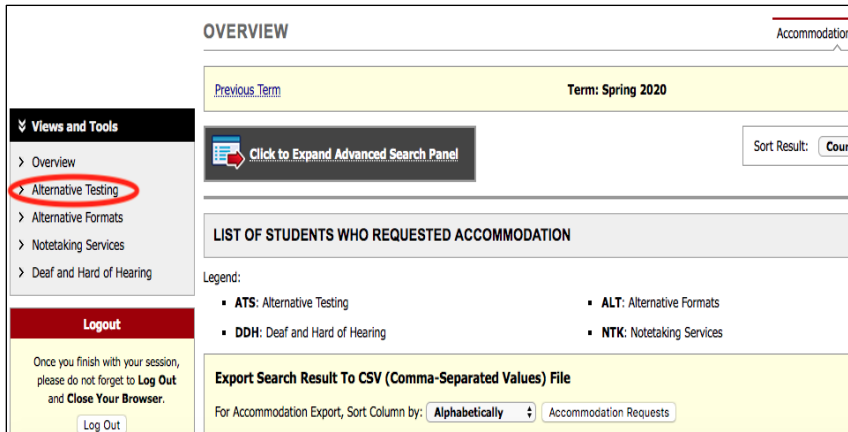 OVERVIEW
Accommodation
Previous Term
Term: Spring 2020
Views and Tools
Overview
Alternative Testing
Alternative Formats
Notetaking Services
Deaf and Hard of Hearing
Click to Expand Advanced Search Panel
Sort Result: Cour
LIST OF STUDENTS WHO REQUESTED ACCOMMODATION
Legend:
ATS: Alternative Testing
ALT: Alternative Formats
DDH: Deaf and Hard of Hearing
NTK: Notetaking Services
Logout
Once you finish with your session,
please do not forget to Log Out
and Close Your Browser.
Log Out
Export Search Result To CSV (Comma-Separated Values) File
For Accommodation Export, Sort Column by: Alphabetically Accommodation Requests